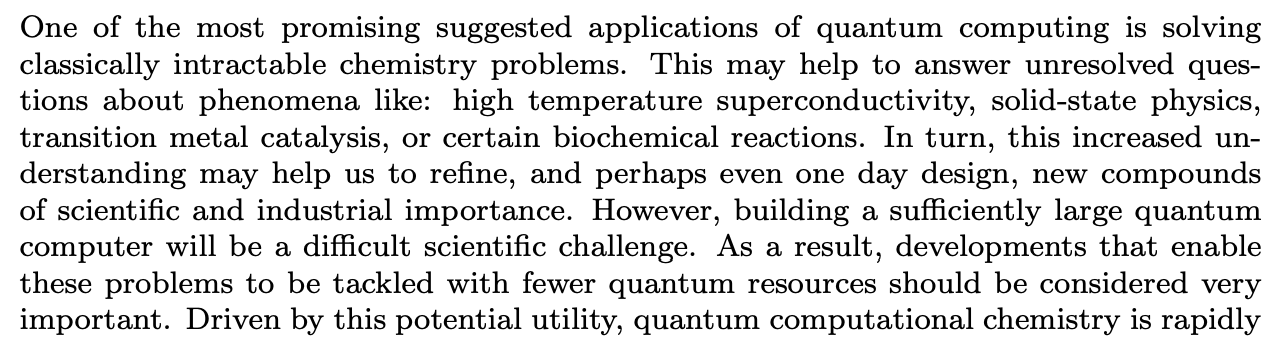 One of the most promising suggested applications of quantum computing is solving
classically intractable chemistry problems. This may help to answer unresolved ques-
tions about phenomena like: high temperature superconductivity, solid-state physics,
transition metal catalysis, or certain biochemical reactions. In turn, this increased un-
derstanding may help us to refine, and perhaps even one day design, new compounds
of scientific and industrial importance. However, building a sufficiently large quantum
computer will be a difficult scientific challenge. As a result, developments that enable
these problems to be tackled with fewer quantum resources should be considered very
important. Driven by this potential utility, quantum computational chemistry is rapidly